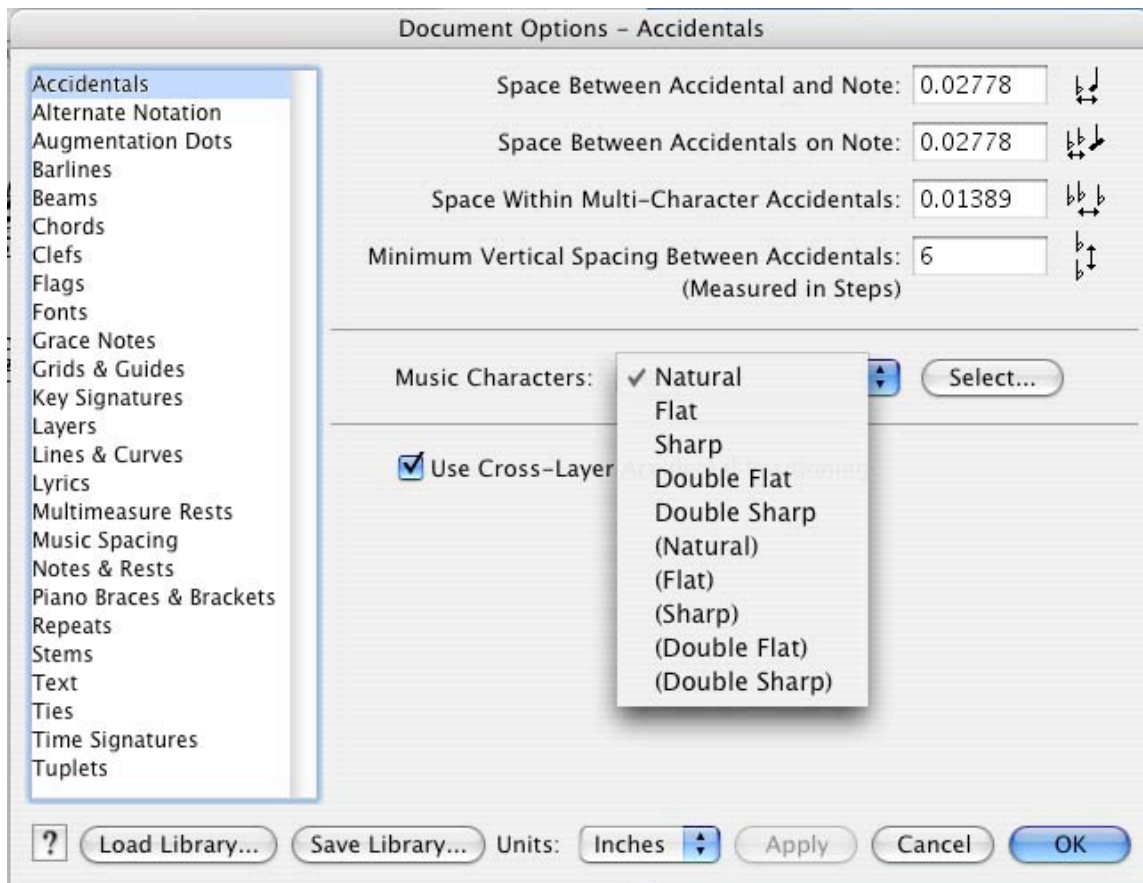 Document Options – Accidentals
Accidentals
Alternate Notation
Augmentation Dots
Barlines
Beams
Chords
Clefs
Flags
Fonts
Grace Notes
Grids & Guides
Key Signatures
Layers
Lines & Curves
Lyrics
Multimeasure Rests
Music Spacing
Notes & Rests
Piano Braces & Brackets
Repeats
Stems
Text
Ties
Time Signatures
Tuplets
Space Between Accidental and Note: 0.02778
Space Between Accidentals on Note: 0.02778
Space Within Multi-Character Accidentals: 0.01389
Minimum Vertical Spacing Between Accidentals: 6
(Measured in Steps)
Music Characters: ✓ Natural Select...
Flat
Sharp
Double Flat
Double Sharp
(Natural)
(Flat)
(Sharp)
(Double Flat)
(Double Sharp)
Use Cross-Layer
? Load Library... Save Library... Units: Inches Apply Cancel OK